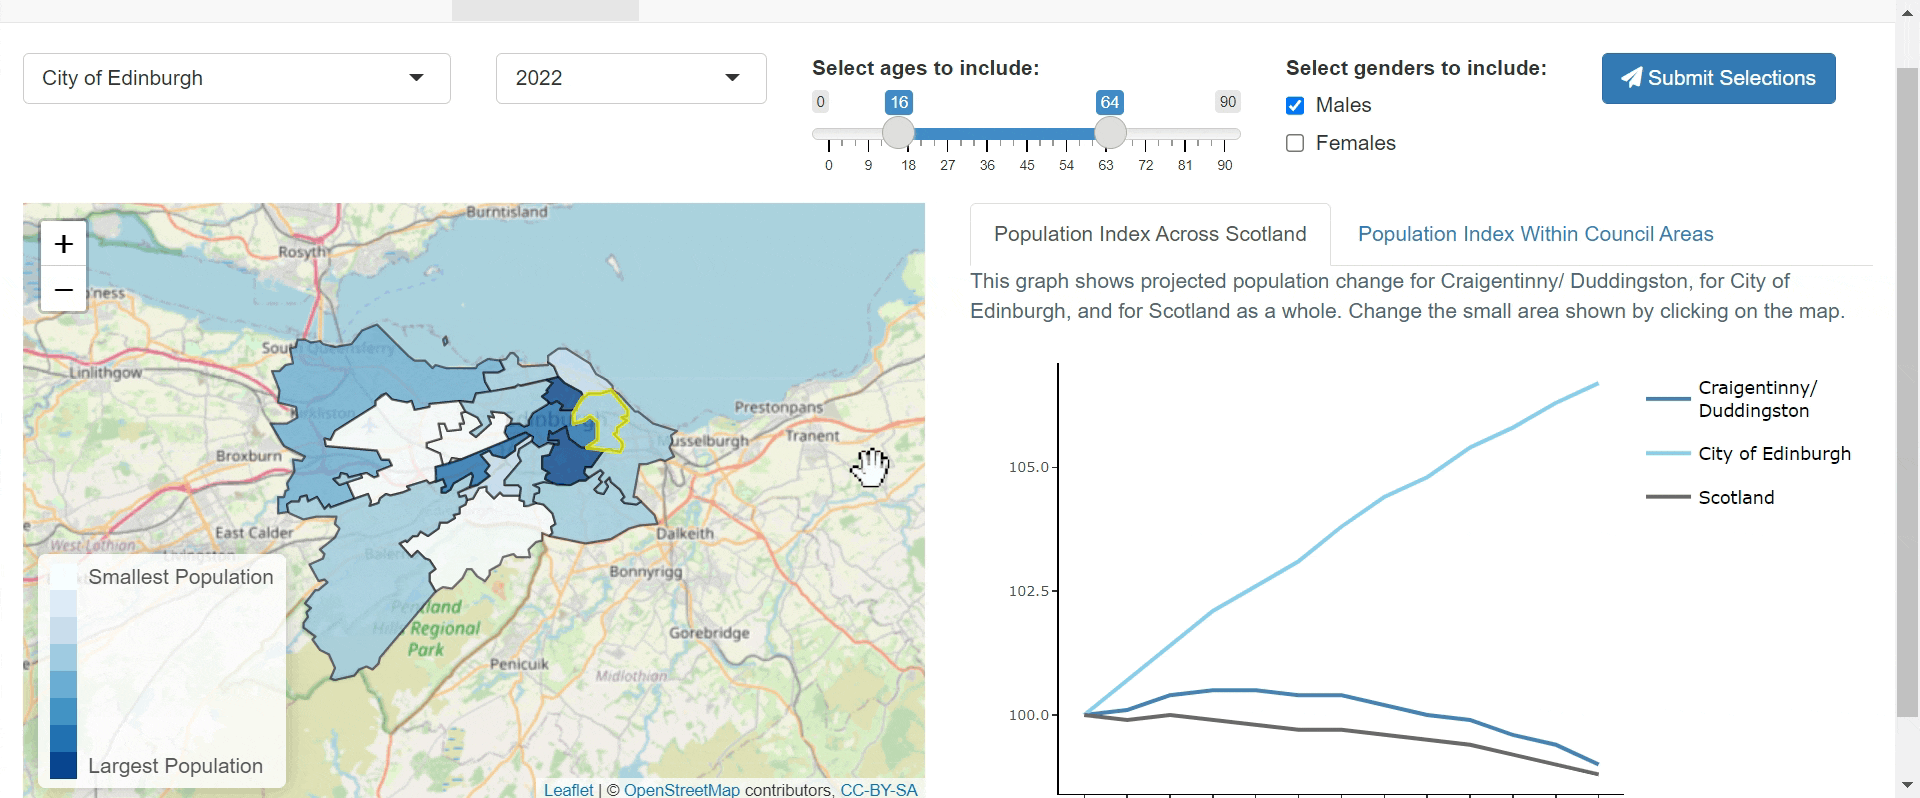 City of Edinburgh
2022
Select ages to include:
0
16
64
90
0 9 18 27 36 45 54 63 72 81 90
Select genders to include:
Males
Females
Submit Selections
+
−
Burntisland
Rosyth
o'ness
South Queensferry
Linlithgow
Kirkliston
Edinburgh
Prestonpans
Musselburgh
Tranent
Broxburn
East Calder
West Lothian
Livingston
Balerno
Dalkeith
Bonnyrigg
Pentland
Hills Regional
Park
Gorebridge
Penicuik
Midlothian
Smallest Population
Largest Population
Leaflet | © OpenStreetMap contributors, CC-BY-SA
Population Index Across Scotland
Population Index Within Council Areas
This graph shows projected population change for Craigentinny/ Duddingston, for City of
Edinburgh, and for Scotland as a whole. Change the small area shown by clicking on the map.
105.0
102.5
100.0
Craigentinny/
Duddingston
City of Edinburgh
Scotland